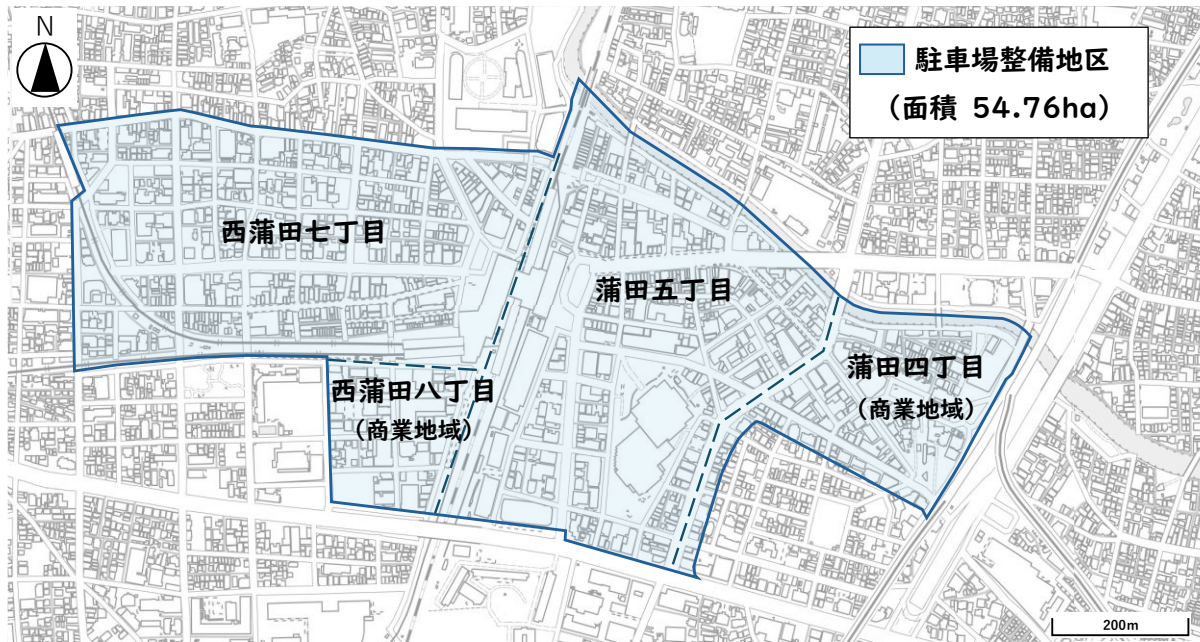 N
駐車場整備地区
(面積 54.76ha)
西蒲田七丁目
蒲田五丁目
西蒲田八丁目
(商業地域)
蒲田四丁目
(商業地域)
200m